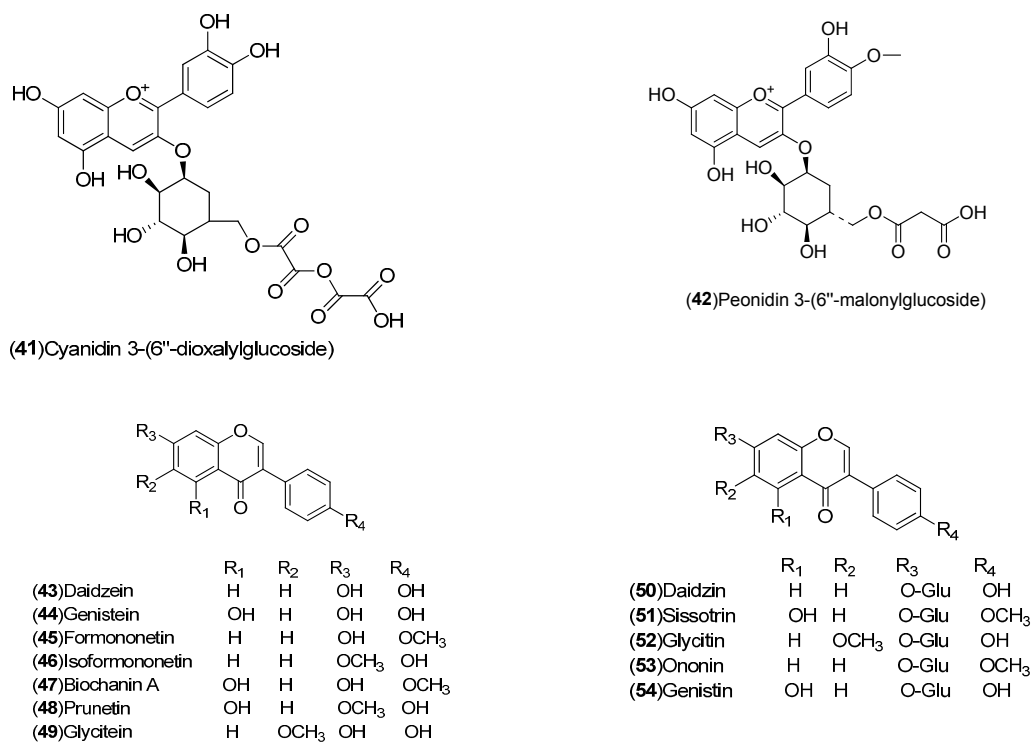 OH
OH
OH
HO
O+
O
OH
HO
HO
OH
O
O
O
O
O
O
O
OH
(41)Cyanidin 3-(6"-dioxalylglucoside)
OH
O
O+
HO
O
OH
HO
HO
OH
O
O
OH
O
(42)Peonidin 3-(6"-malonylglucoside)
R3
O
R2
R1
O
R4
R1 R2 R3 R4
(43)Daidzein H H OH OH
(44)Genistein OH H OH OH
(45)Formononetin H H OH OCH3
(46)Isoformononetin H H OCH3 OH
(47)Biochanin A OH H OH OCH3
(48)Prunetin OH H OCH3 OH
(49)Glycitein H OCH3 OH OH
R3
O
R2
R1
O
R4
R1 R2 R3 R4
(50)Daidzin H H O-Glu OH
(51)Sissotrin OH H O-Glu OCH3
(52)Glycitin H OCH3 O-Glu OH
(53)Ononin H H O-Glu OCH3
(54)Genistin OH H O-Glu OH